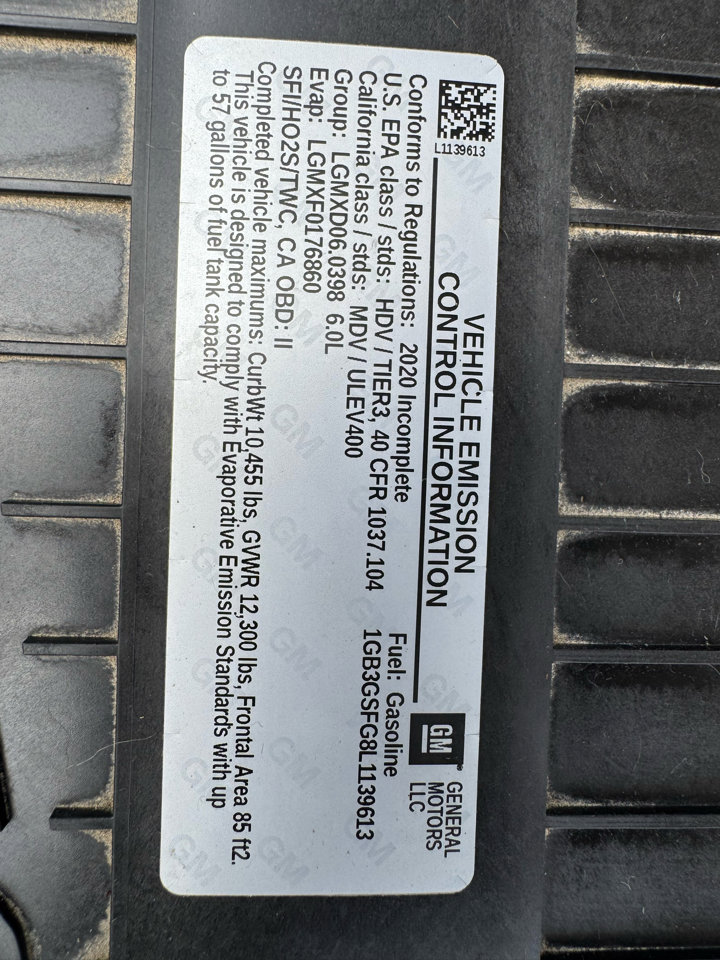 L1139613
VEHICLE EMISSION
CONTROL INFORMATION
GM
GENERAL
MOTORS
LLC
Conforms to Regulations: 2020 Incomplete Fuel: Gasoline
U.S. EPA class / stds: HDV / TIER3, 40 CFR 1037.104 1GB3GSFG8L1139613
California class / stds: MDV / ULEV400
Group: LGMXD06.0398 6.0L
Evap: LGMXF0176860
SFI/HO2S/TWC, CA OBD: II
Completed vehicle maximums: CurbWt 10,455 lbs, GVWR 12,300 lbs, Frontal Area 85 ft2.
This vehicle is designed to comply with Evaporative Emission Standards with up
to 57 gallons of fuel tank capacity.